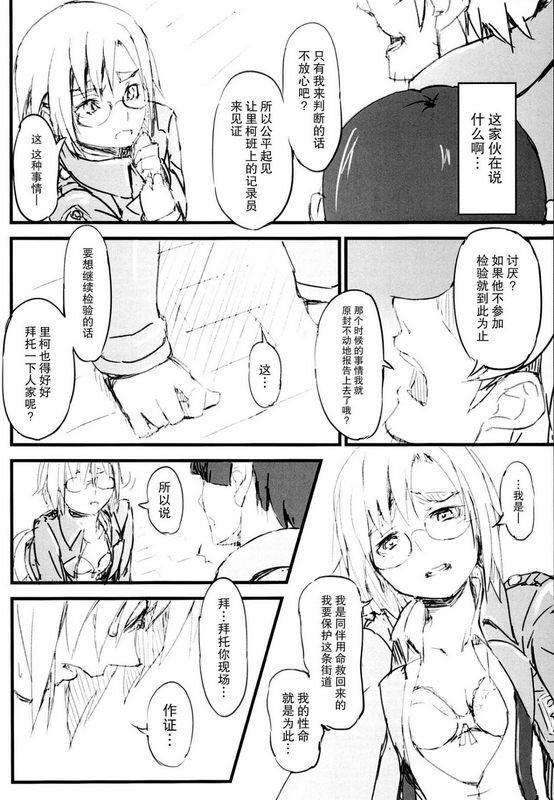 这家伙在说
什么啊…
只有我来判断的话
不放心吧？
所以公平起见
让里柯班上的记录员
来见证
这 这种事情—
讨厌？
如果他不参加
检验就到此为止
那个时候的事情我就
原封不动地报告上去了哦？
这…
要想继续检验的话
里柯也得好好
拜托一下人家呢？
…我是—
我是同伴用命救回来的
我要保护这条街道
我的性命
就是为此…
所以说
拜…拜托你现场…
作证…